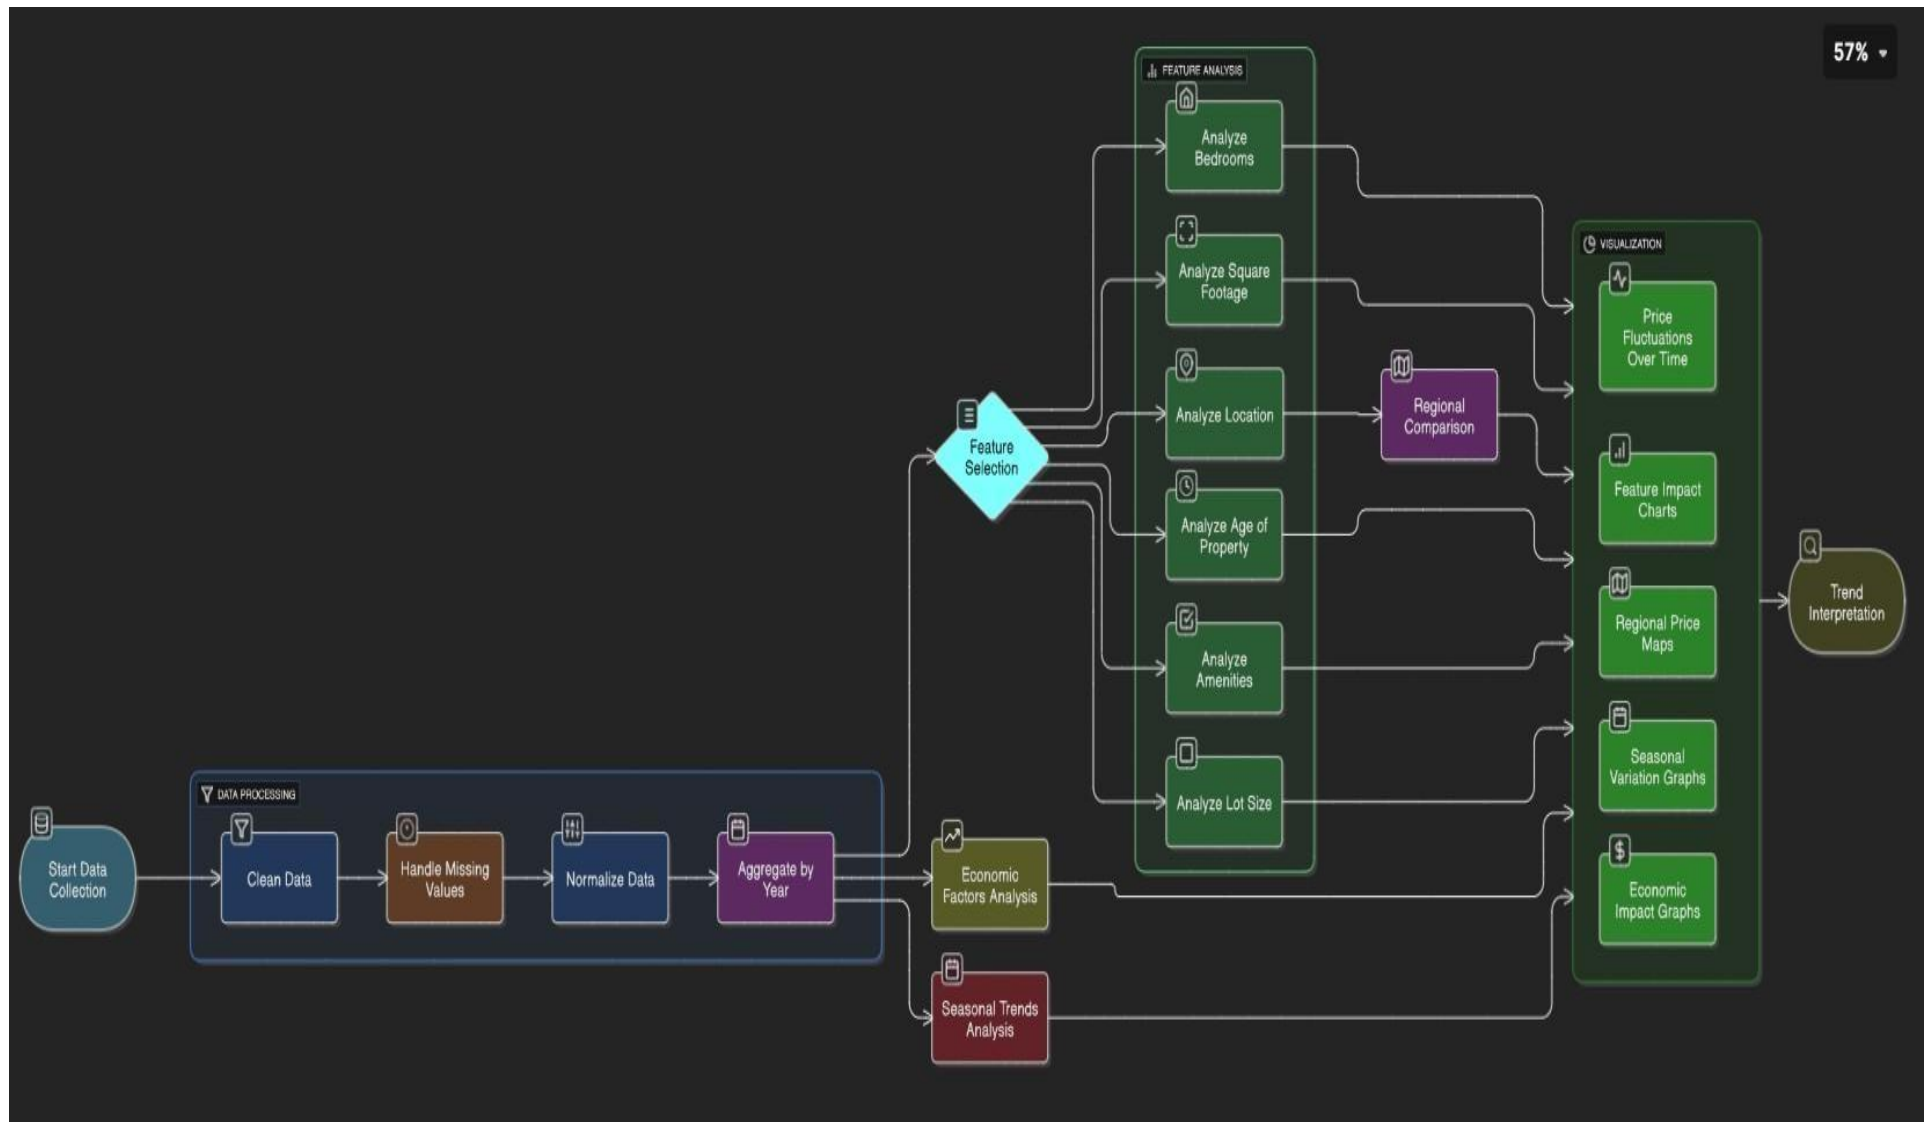 57%
FEATURE ANALYSIS
Analyze
Bedrooms
Analyze Square
Footage
Analyze Location
Analyze Age of
Property
Analyze
Amenities
Analyze Lot Size
Regional
Comparison
Feature
Selection
VISUALIZATION
Price
Fluctuations
Over Time
Feature Impact
Charts
Regional Price
Maps
Seasonal
Variation Graphs
Economic
Impact Graphs
Trend
Interpretation
DATA PROCESSING
Start Data
Collection
Clean Data
Handle Missing
Values
Normalize Data
Aggregate by
Year
Economic
Factors Analysis
Seasonal Trends
Analysis